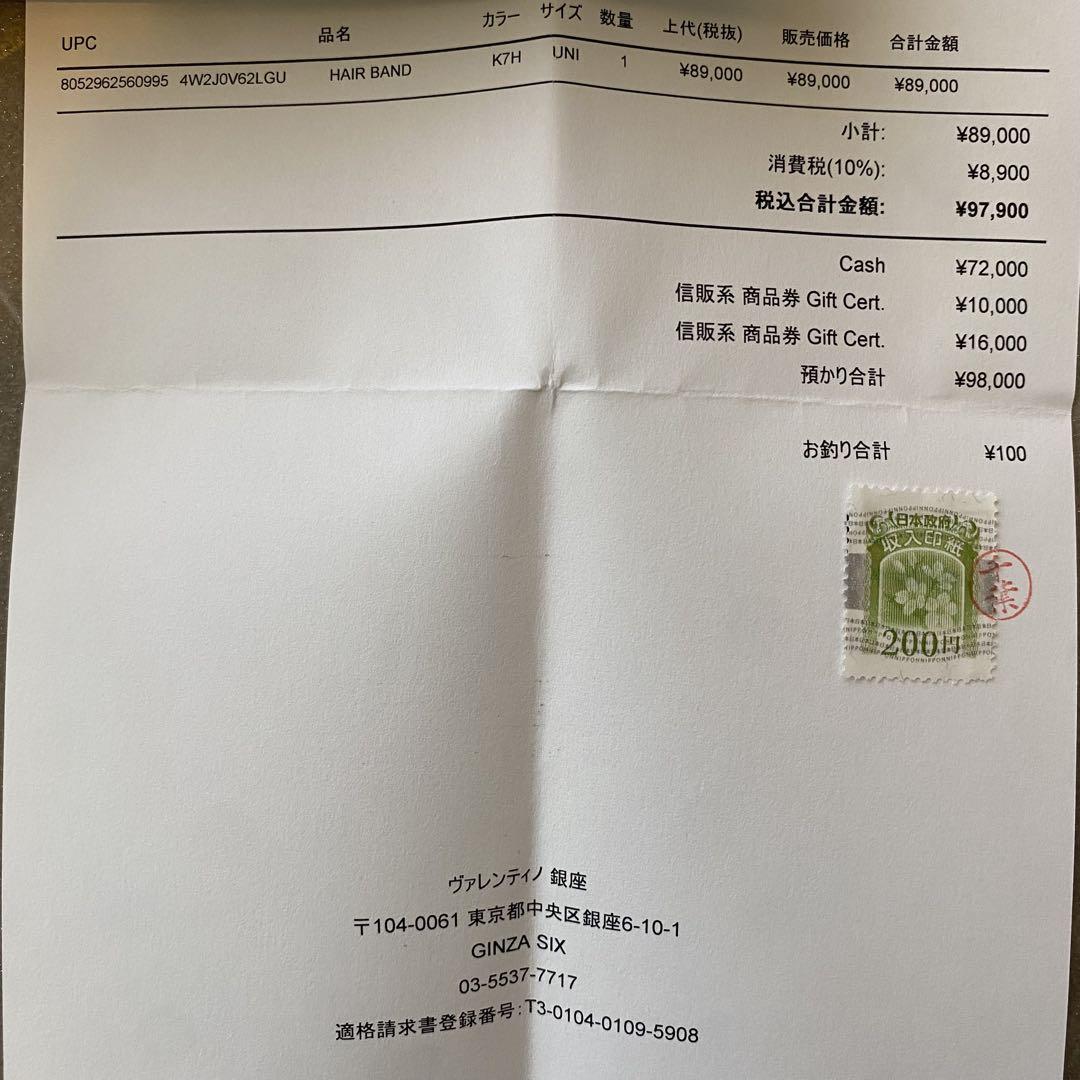 UPC 品名 カラー サイズ 数量 上代(税抜) 販売価格 合計金額
8052962560995 4W2J0V62LGU HAIR BAND K7H UNI 1 ¥89,000 ¥89,000 ¥89,000
小計: ¥89,000
消費税(10%): ¥8,900
税込合計金額: ¥97,900
Cash ¥72,000
信販系 商品券 Gift Cert. ¥10,000
信販系 商品券 Gift Cert. ¥16,000
預かり合計 ¥98,000
お釣り合計 ¥100
日本政府
収入印紙
200円
千葉
ヴァレンティノ 銀座
〒104-0061 東京都中央区銀座6-10-1
GINZA SIX
03-5537-7717
適格請求書登録番号:T3-0104-0109-5908